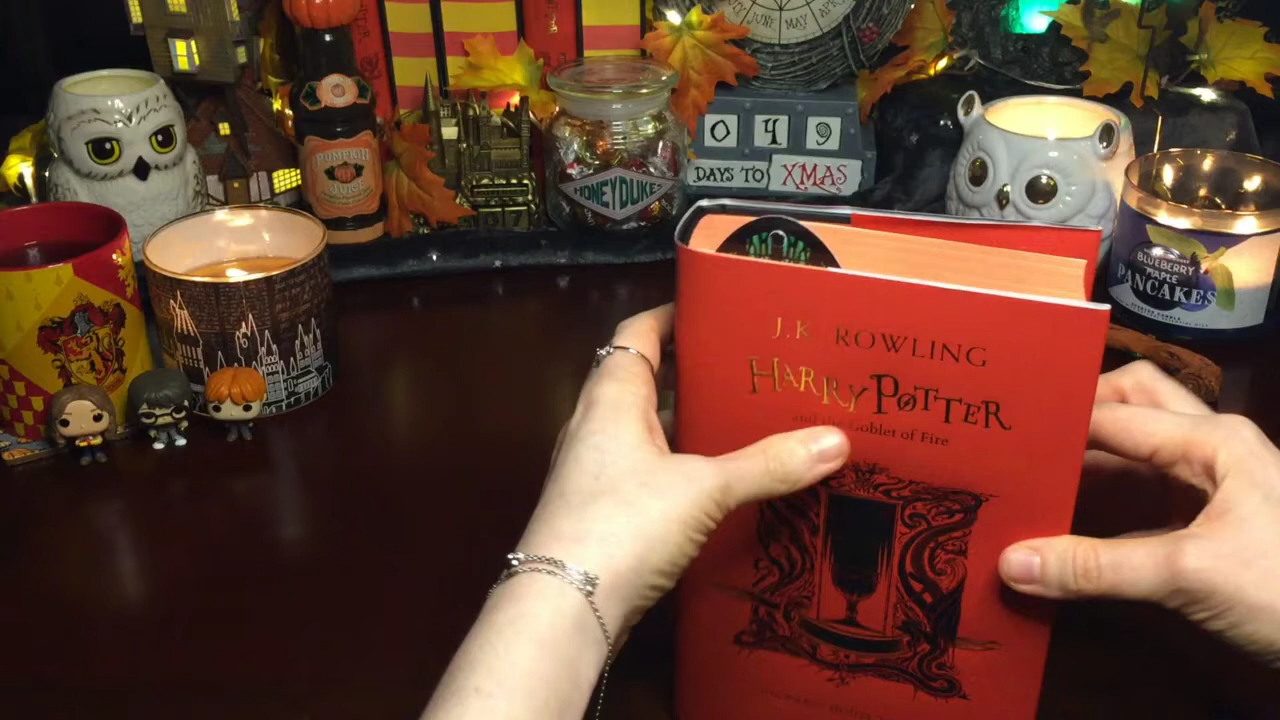 JUNE MAY APR
PUMPKIN
JUICE
HONEYDUKES
0 4 9
DAYS TO XMAS
BLUEBERRY
MAPLE
PANCAKES
J.K. ROWLING
HARRY POTTER
and the Goblet of Fire